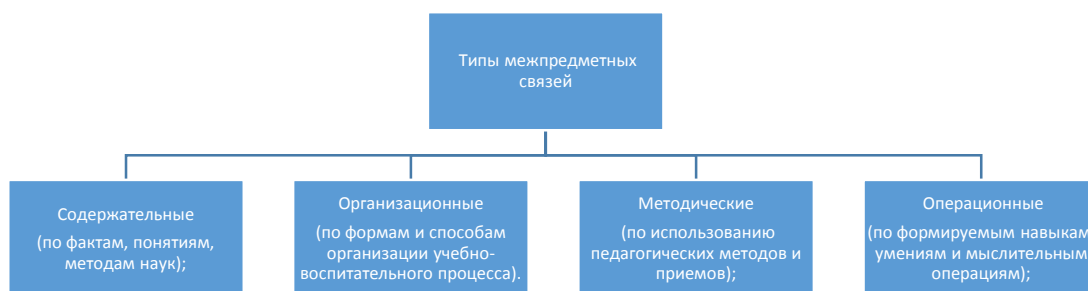 Типы межпредметных
связей
Содержательные
(по фактам, понятиям,
методам наук);
Организационные
(по формам и способам
организации учебно-
воспитательного процесса).
Методические
(по использованию
педагогических методов и
приемов);
Операционные
(по формируемым навыкам,
умениям и мыслительным
операциям);